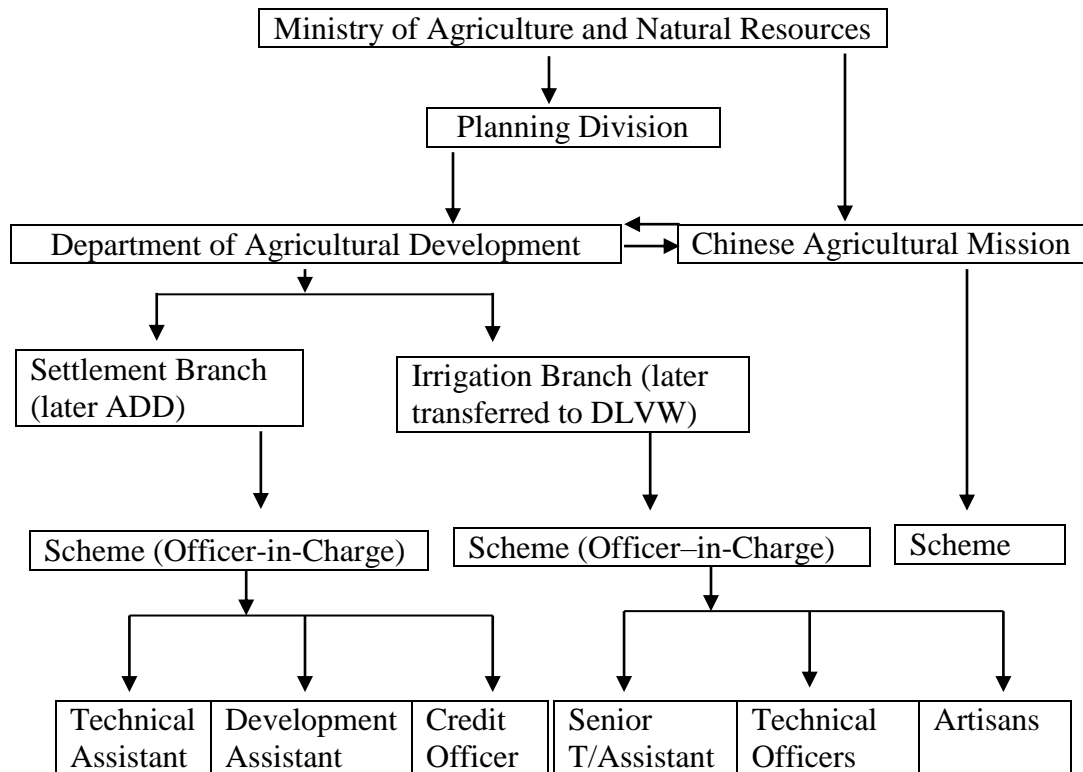 Ministry of Agriculture and Natural Resources
Planning Division
Department of Agricultural Development
Chinese Agricultural Mission
Settlement Branch
(later ADD)
Irrigation Branch (later
transferred to DLVW)
Scheme (Officer-in-Charge)
Scheme (Officer–in-Charge)
Scheme
Technical
Assistant
Development
Assistant
Credit
Officer
Senior
T/Assistant
Technical
Officers
Artisans